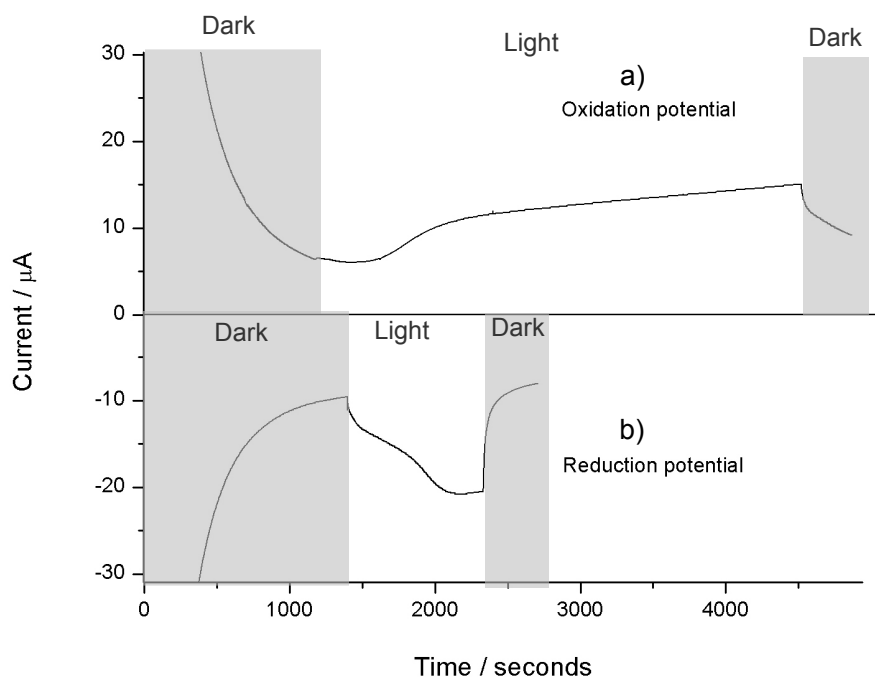 Dark
Light
Dark
a)
Oxidation potential
30
20
10
0
-10
-20
-30
Current / μA
Dark
Light
Dark
b)
Reduction potential
0
1000
2000
3000
4000
Time / seconds